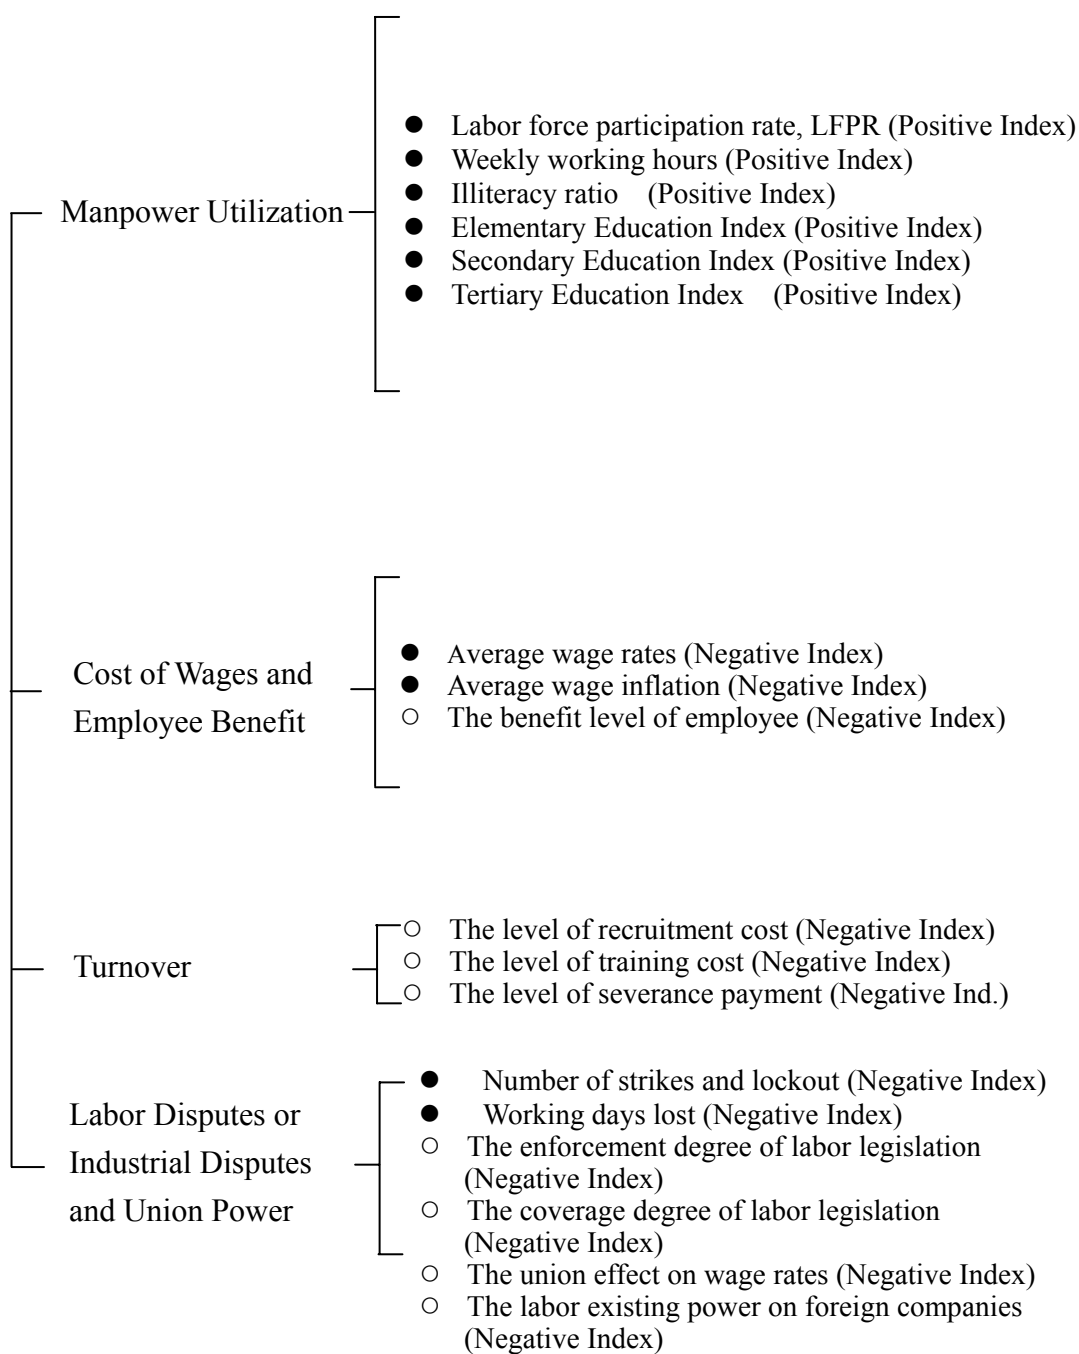 Manpower Utilization
● Labor force participation rate, LFPR (Positive Index)
● Weekly working hours (Positive Index)
● Illiteracy ratio (Positive Index)
● Elementary Education Index (Positive Index)
● Secondary Education Index (Positive Index)
● Tertiary Education Index (Positive Index)
Cost of Wages and
Employee Benefit
● Average wage rates (Negative Index)
● Average wage inflation (Negative Index)
○ The benefit level of employee (Negative Index)
Turnover
○ The level of recruitment cost (Negative Index)
○ The level of training cost (Negative Index)
○ The level of severance payment (Negative Ind.)
Labor Disputes or
Industrial Disputes
and Union Power
● Number of strikes and lockout (Negative Index)
● Working days lost (Negative Index)
○ The enforcement degree of labor legislation
(Negative Index)
○ The coverage degree of labor legislation
(Negative Index)
○ The union effect on wage rates (Negative Index)
○ The labor existing power on foreign companies
(Negative Index)